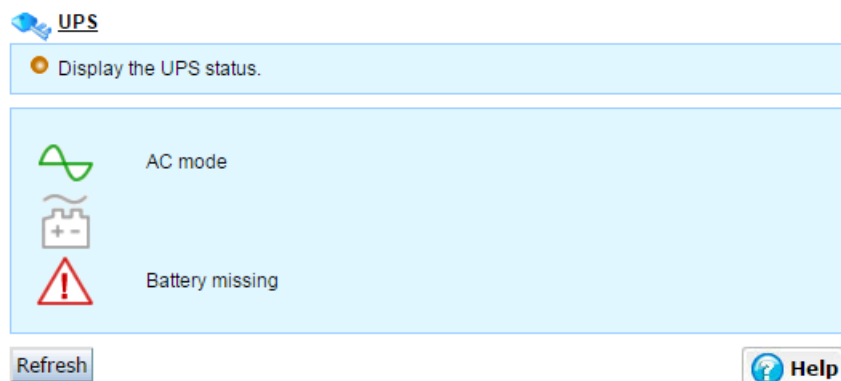 UPS
Display the UPS status.
AC mode
+ -
Battery missing
Refresh
Help